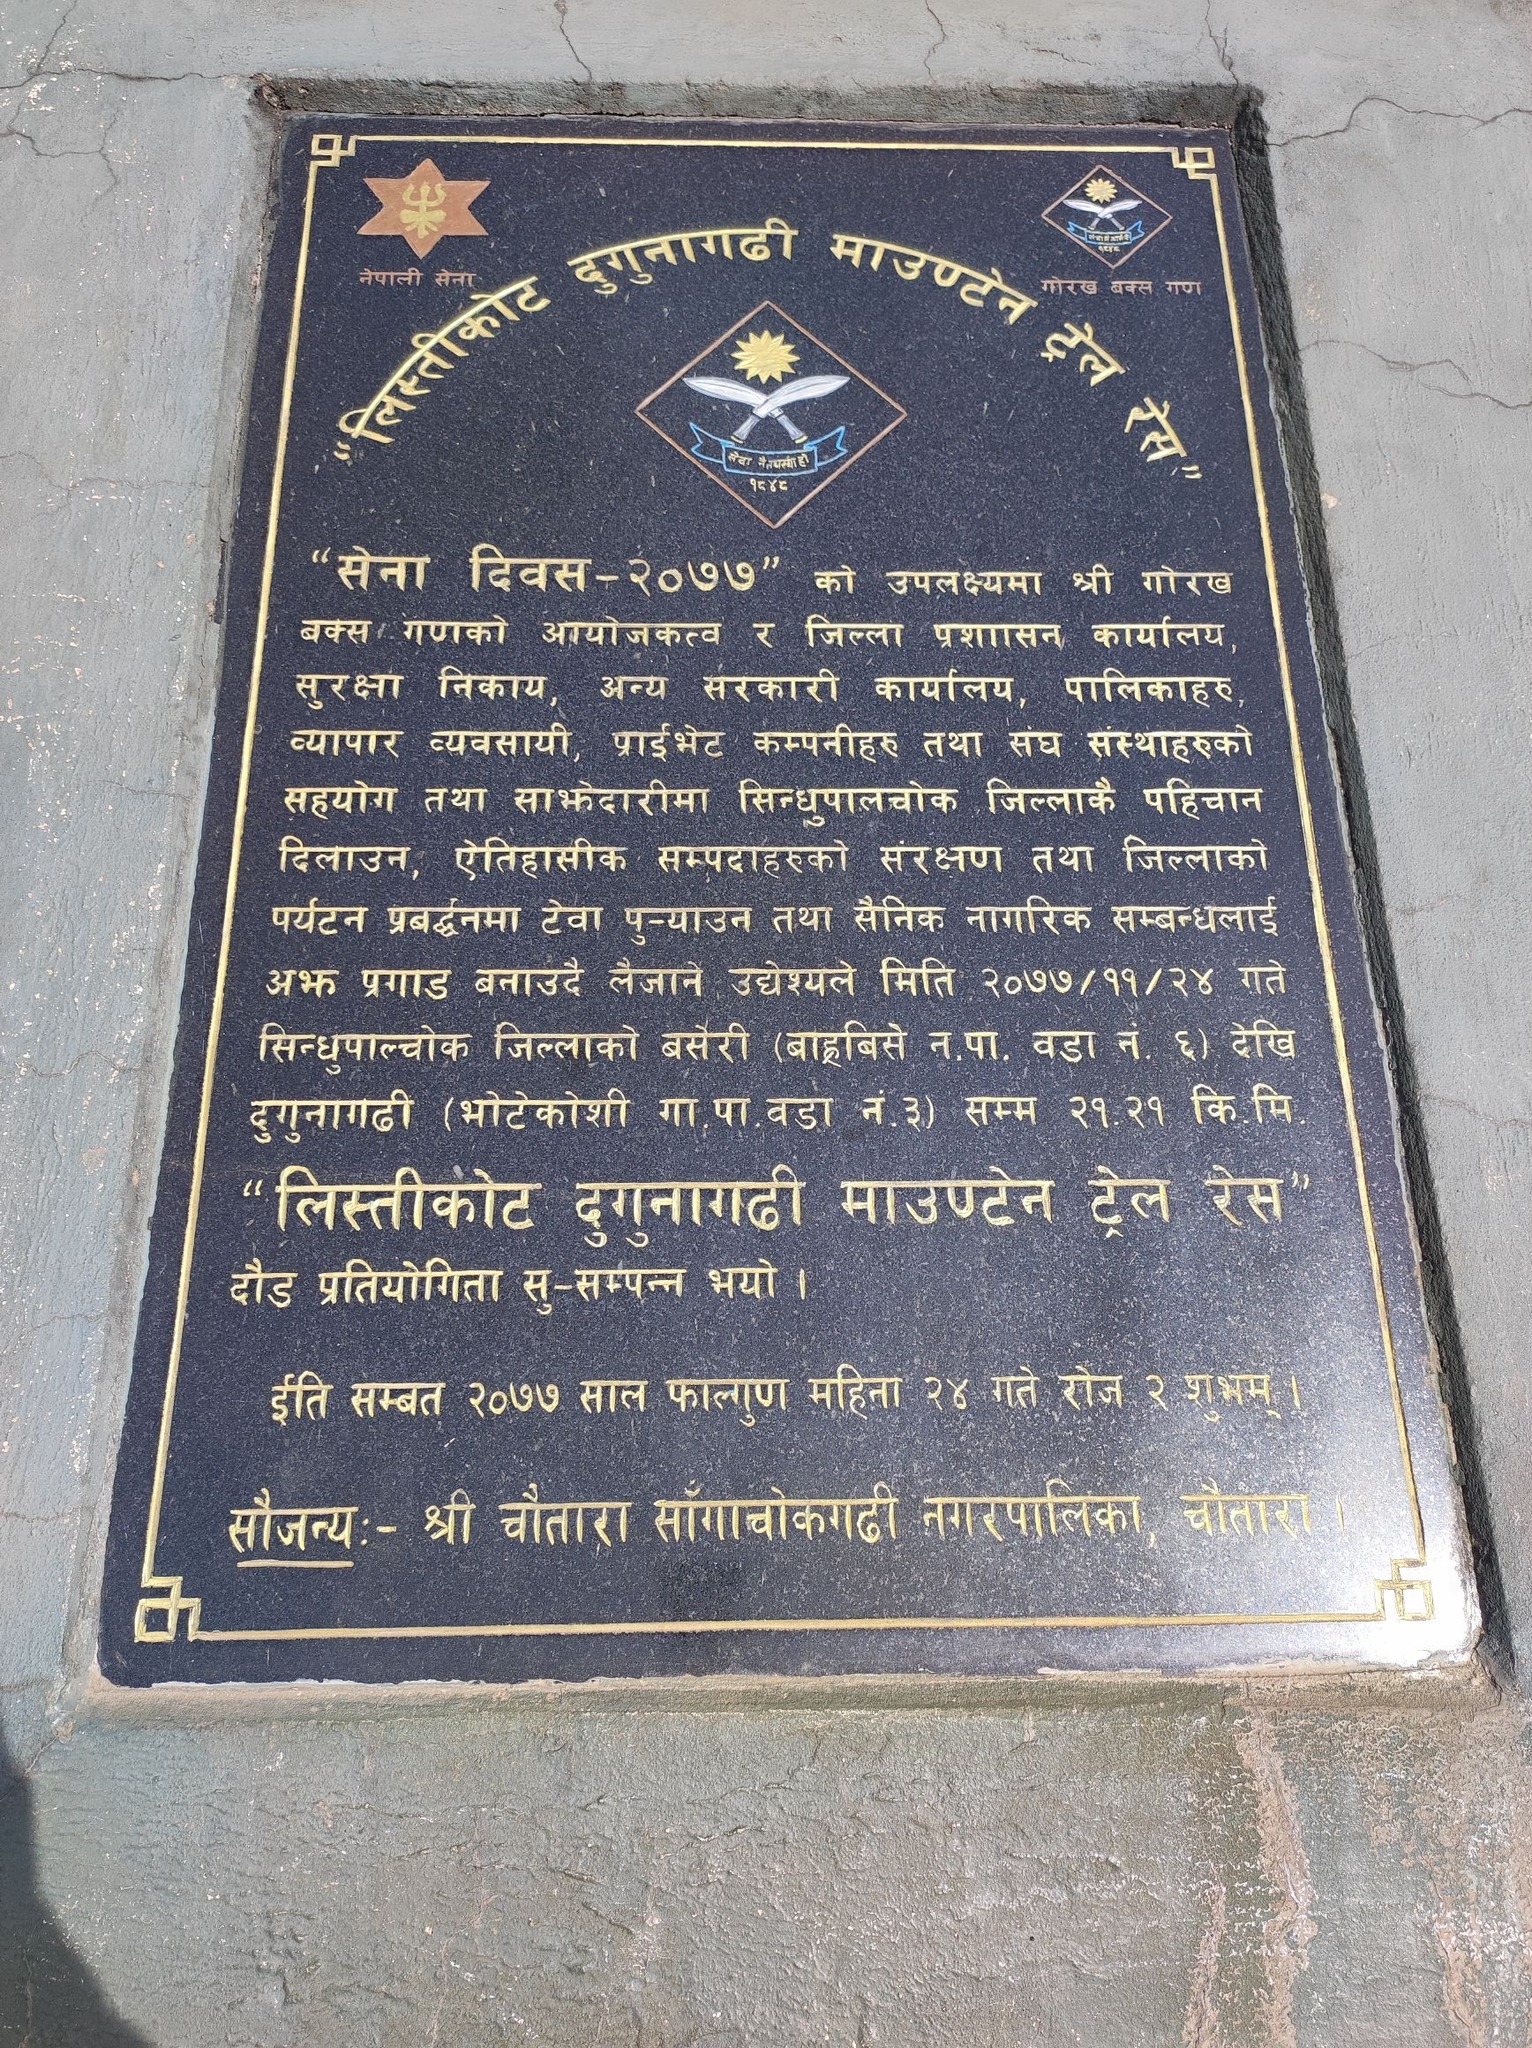 नेपाली सेना
गोरख बक्स गण
“लिस्तीकोट दुगुनागढी माउण्टेन ट्रैल रेस”
सेवा नै
१८४८
“सेना दिवस-२०७७” को उपलक्ष्यमा श्री गोरख
बक्स गणको आयोजकत्व र जिल्ला प्रशाासन कार्यालय,
सुरक्षा निकाय, अन्य सरकारी कार्यालय, पालिकाहरु,
व्यापार व्यवसायी, प्राईभेट कम्पनीहरु तथा संघ संस्थाहरुको
सहयोग तथा साझेदारीमा सिन्धुपालचोक जिल्लाकै पहिचान
दिलाउन, ऐतिहासीक सम्पदाहरुको संरक्षण तथा जिल्लाको
पर्यटन प्रबर्द्धनमा टेवा पुऱ्याउन तथा सैनिक नागरिक सम्बन्धलाई
अझ प्रगाड बनाउदै लैजाने उद्येश्यले मिति २०७७/११/२४ गते
सिन्धुपाल्चोक जिल्लाको बसेरी (बाह्रबिसे न.पा. वडा नं. ६) देखि
दुगुनागढी (भोटेकोशी गा.पा.वडा नं.३) सम्म २१.२१ कि.मि.
“लिस्तीकोट दुगुनागढी माउण्टेन ट्रैल रेस”
दौड प्रतियोगिता सु-सम्पन्न भयो ।
ईति सम्बत २०७७ साल फाल्गुण महिना २४ गते रोज २ शुभम् ।
सौजन्य:- श्री चौतारा साँगाचोकगढी नगरपालिका, चौतारा ।